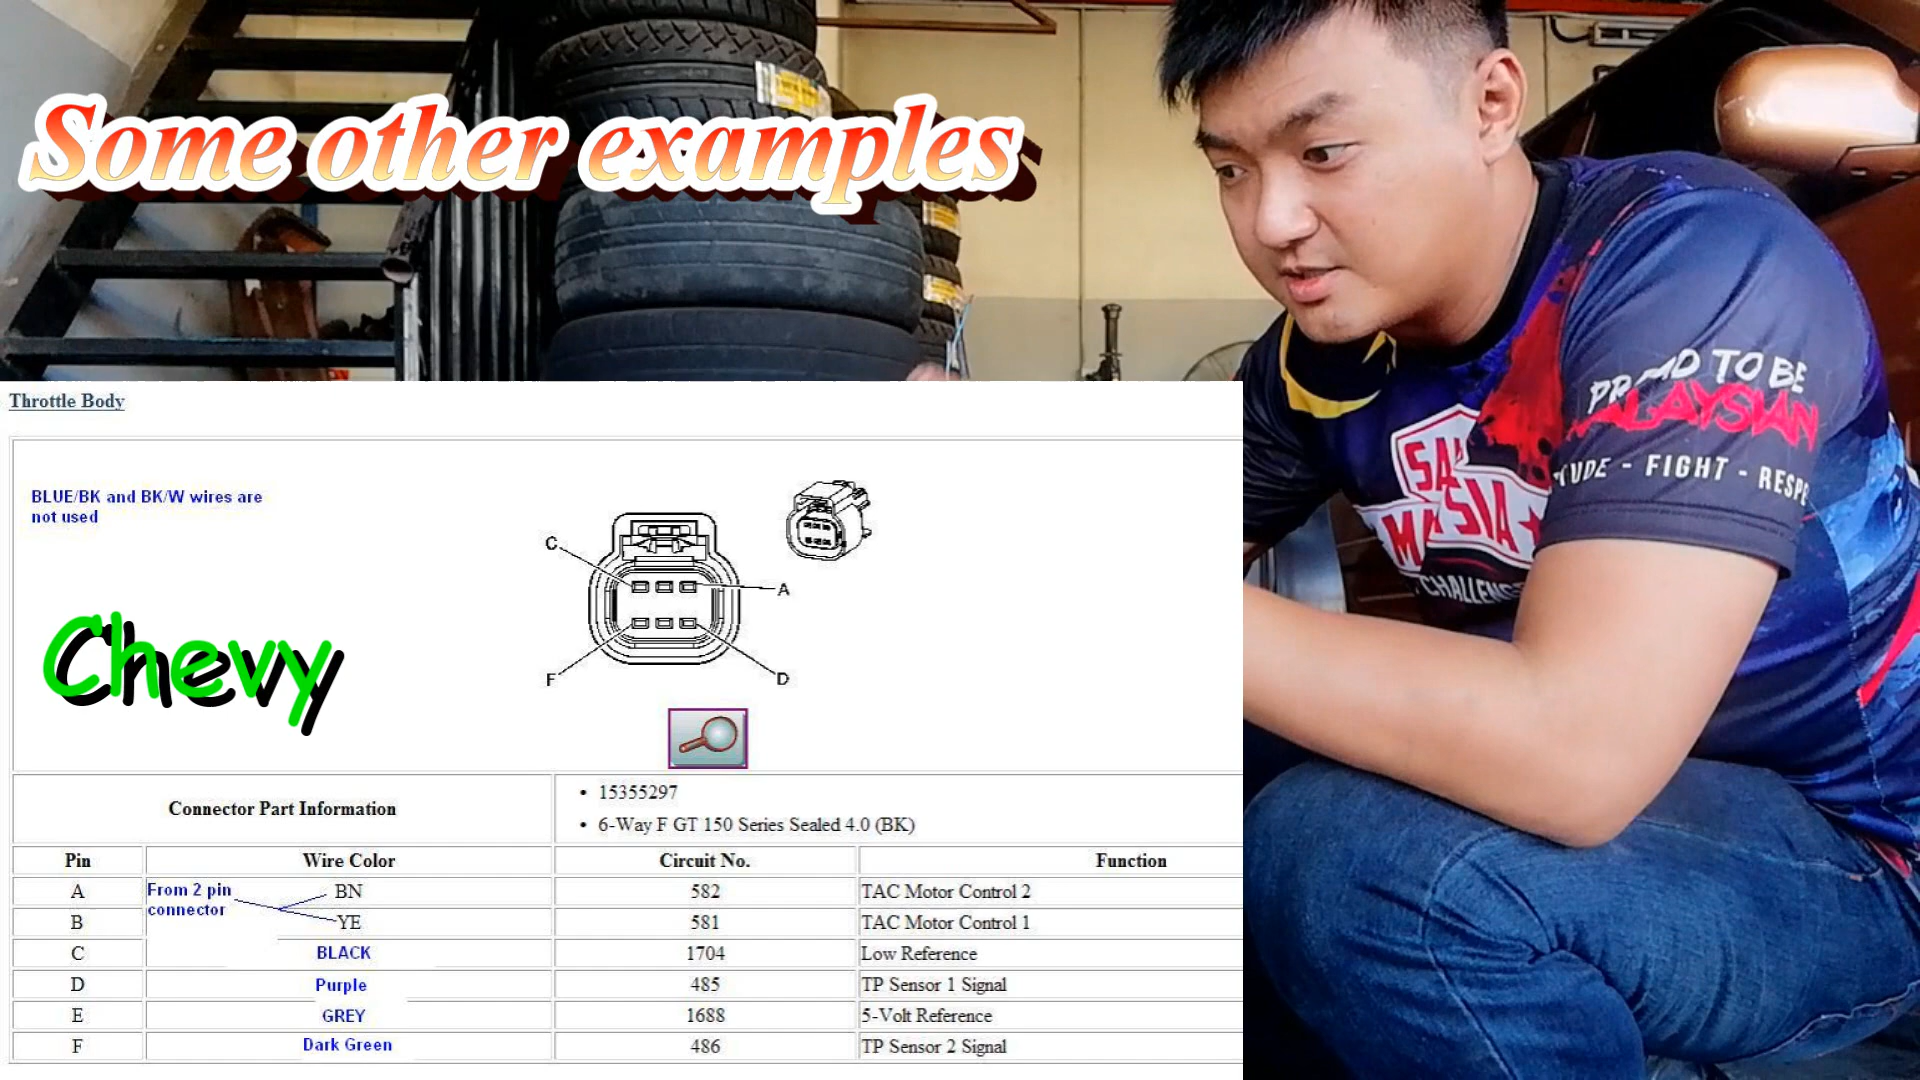 Some other examples
PROUD TO BE
MALAYSIAN
- FIGHT -
CHALLENGE
Throttle Body
BLUE/BK and BK/W wires are
not used
Chevy
C
A
F
D
Connector Part Information
• 15355297
• 6-Way F GT 150 Series Sealed 4.0 (BK)
Pin Wire Color Circuit No. Function
From 2 pin
connector
A BN 582 TAC Motor Control 2
B YE 581 TAC Motor Control 1
C BLACK 1704 Low Reference
D Purple 485 TP Sensor 1 Signal
E GREY 1688 5-Volt Reference
F Dark Green 486 TP Sensor 2 Signal